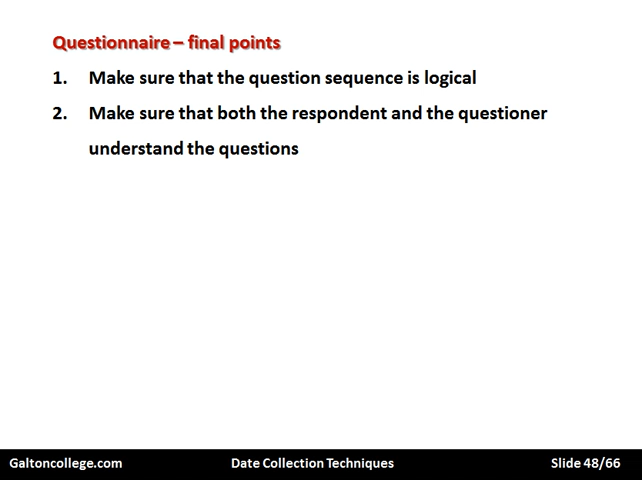 Questionnaire – final points
1. Make sure that the question sequence is logical
2. Make sure that both the respondent and the questioner
understand the questions
Galtoncollege.com Date Collection Techniques Slide 48/66